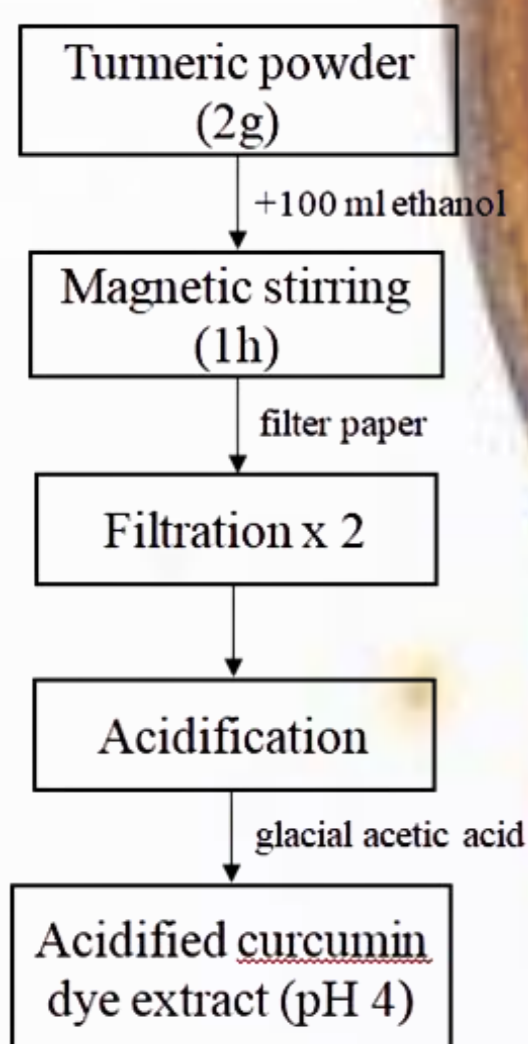 Turmeric powder
(2g)
+100 ml ethanol
Magnetic stirring
(1h)
filter paper
Filtration x 2
Acidification
glacial acetic acid
Acidified curcumin
dye extract (pH 4)